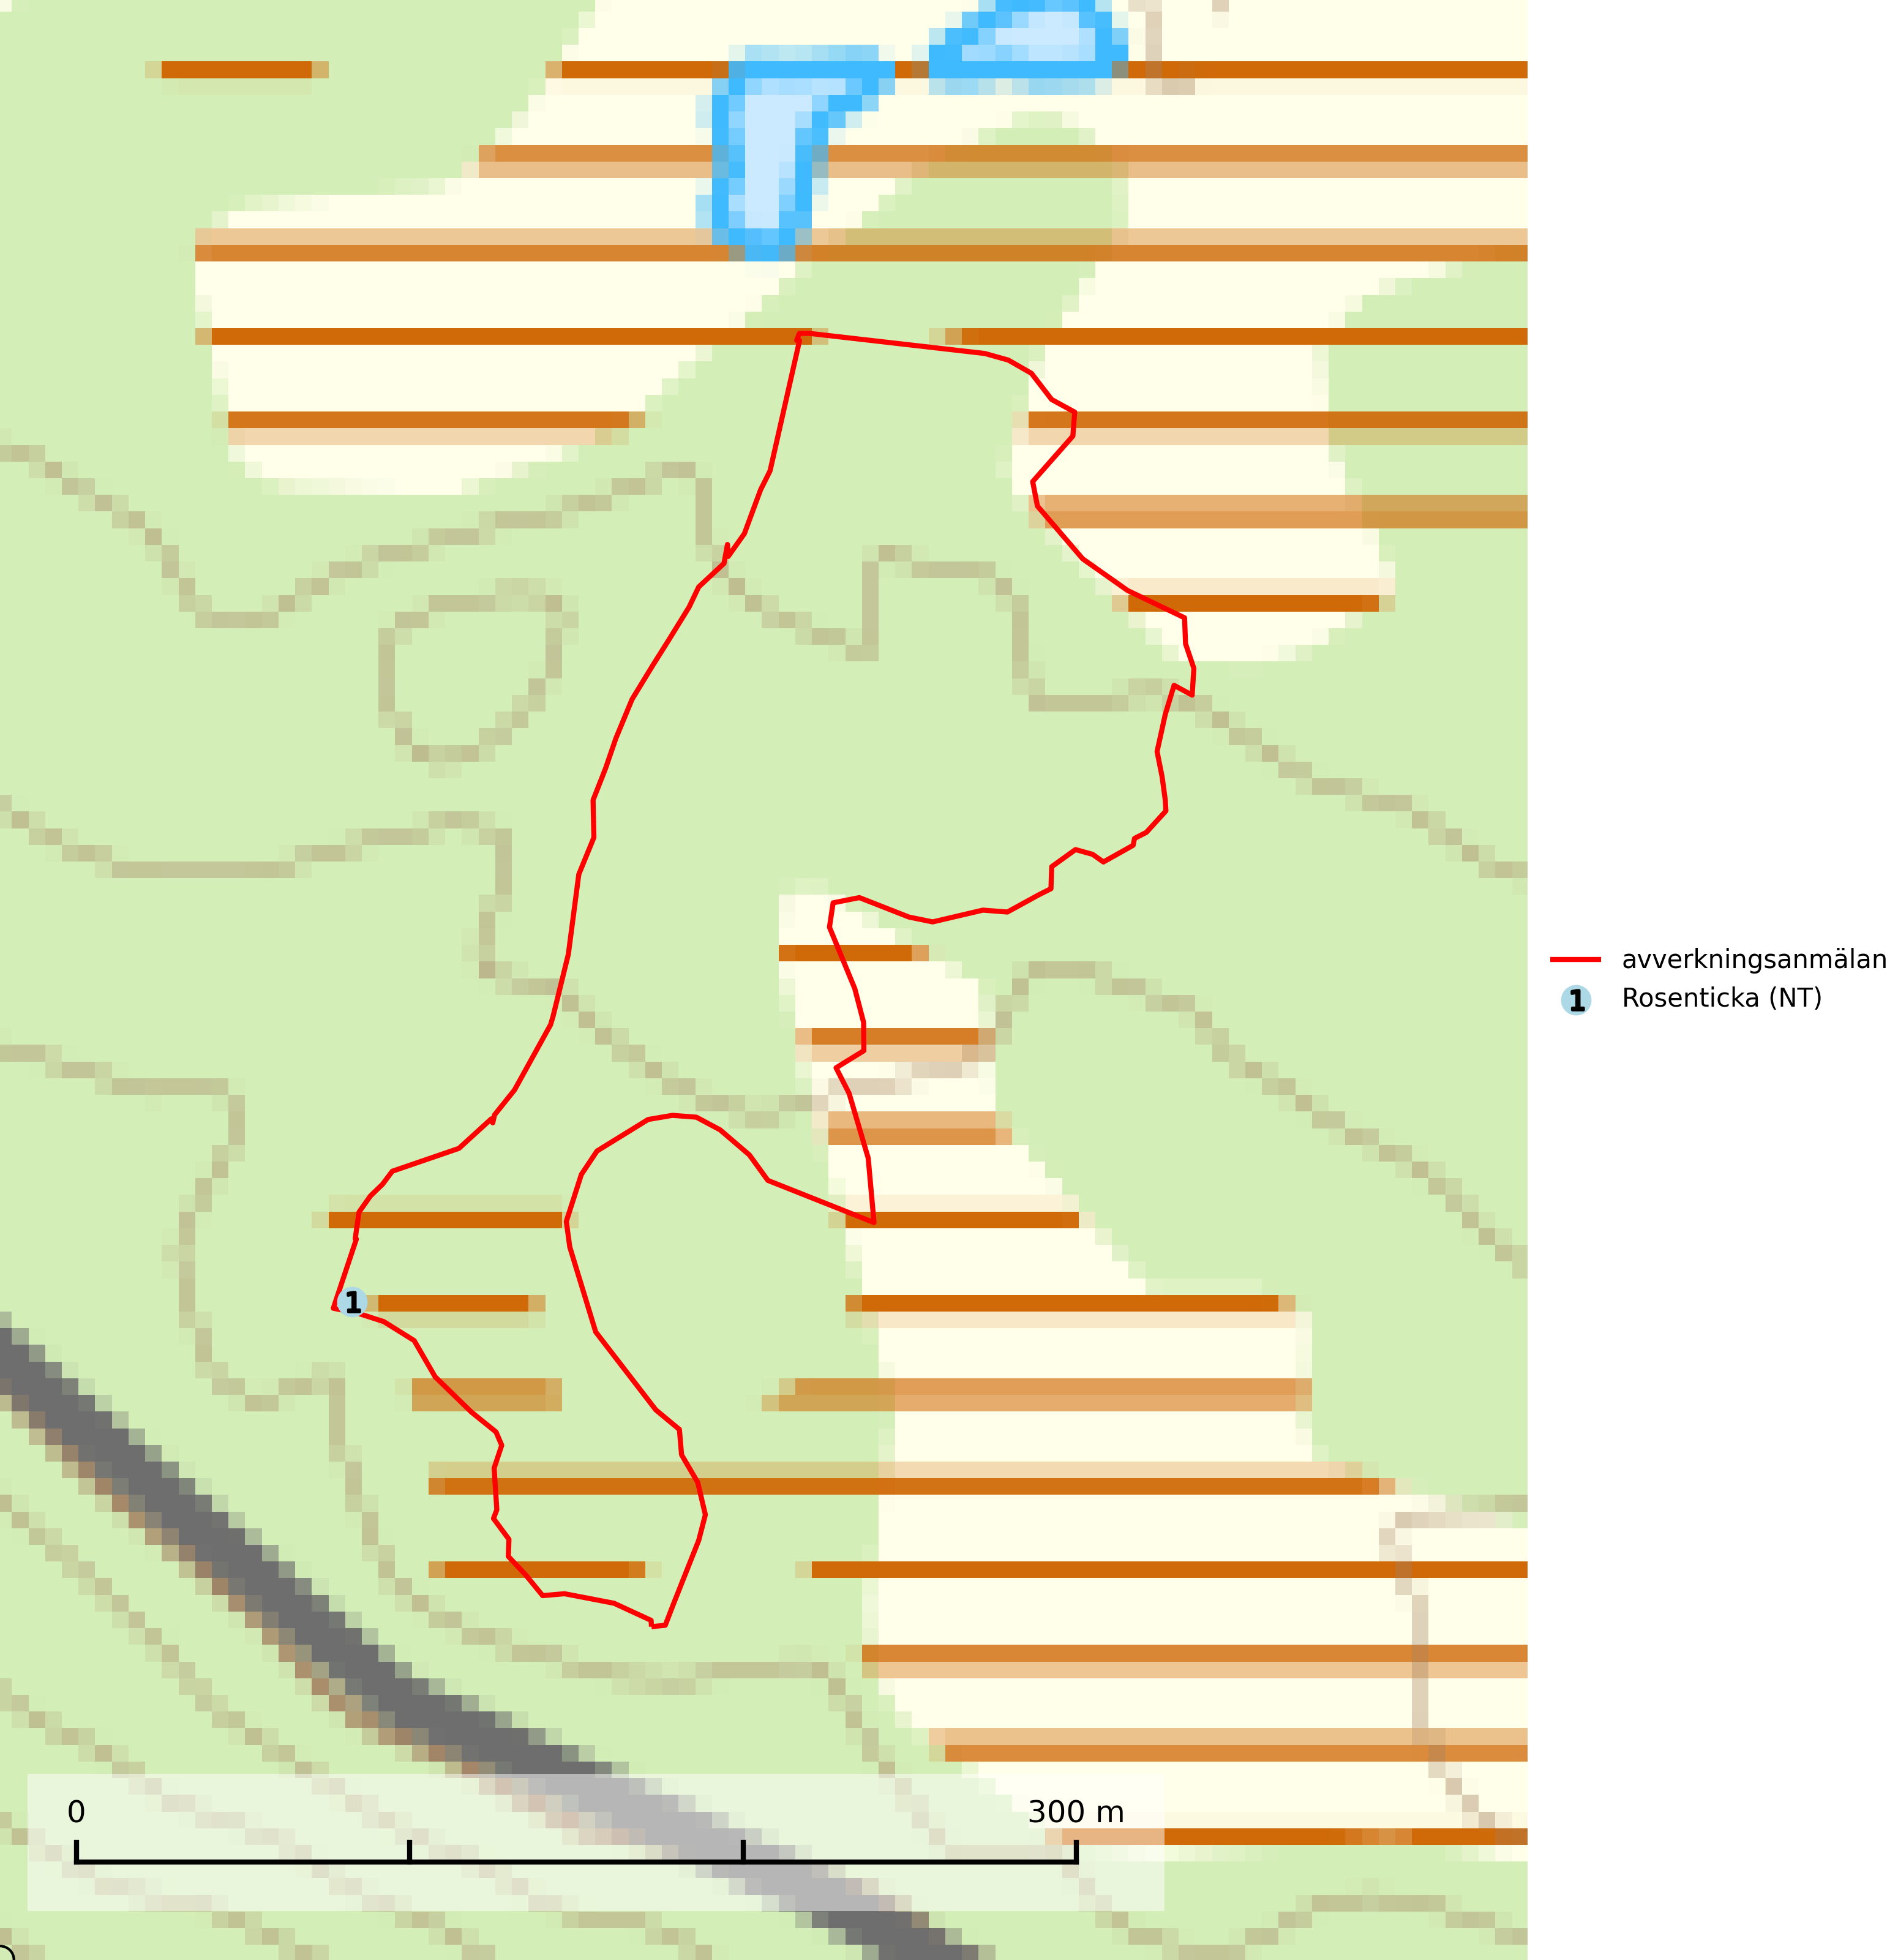 avverkningsanmälan
1 Rosenticka (NT)
1
0 300 m